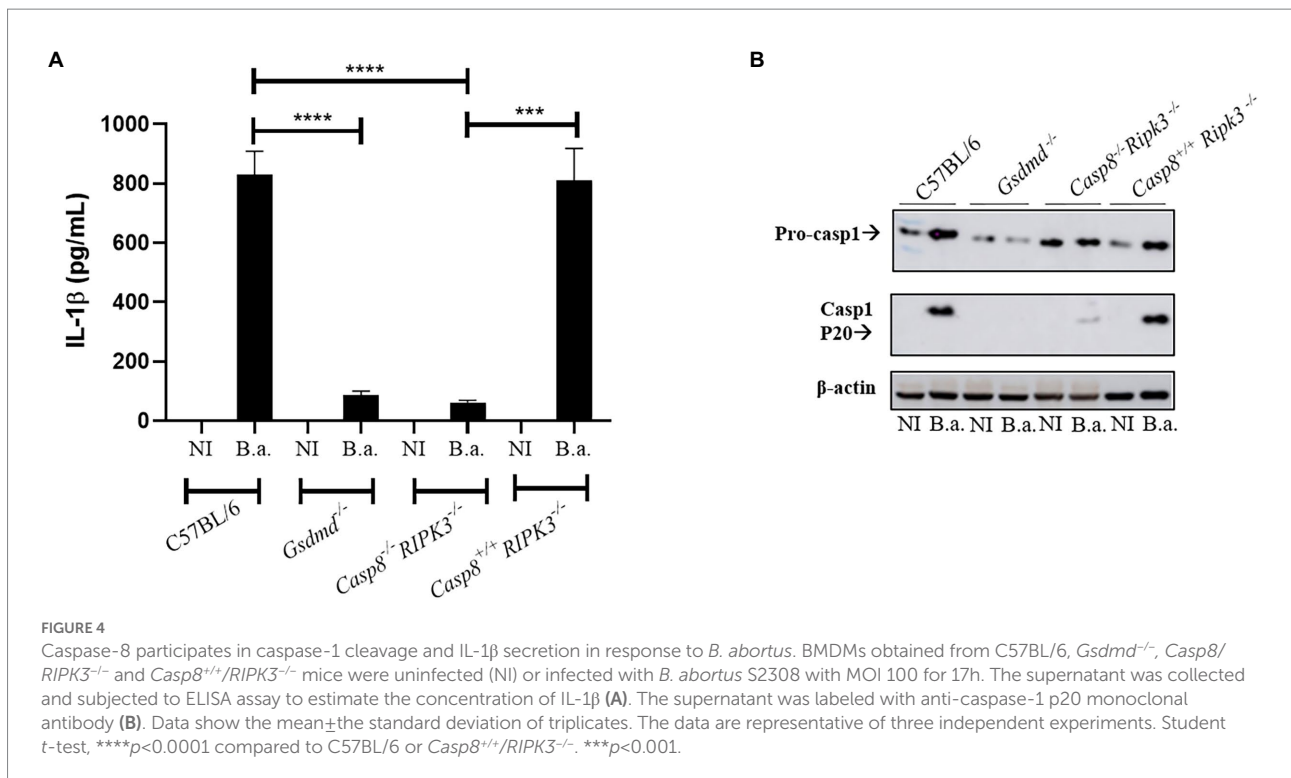 A
****
****
***
IL-1β (pg/mL)
1000
800
600
400
200
0
NI B.a. NI B.a. NI B.a. NI B.a.
C57BL/6
Gsdmd-/-
Casp8-/- RIPK3-/-
Casp8+/+ RIPK3-/-
B
C57BL/6
Gsdmd-/-
Casp8-/-Ripk3-/-
Casp8+/+ Ripk3-/-
Pro-casp1→
Casp1
P20→
β-actin
NI B.a. NI B.a. NI B.a. NI B.a.
FIGURE 4
Caspase-8 participates in caspase-1 cleavage and IL-1β secretion in response to B. abortus. BMDMs obtained from C57BL/6, Gsdmd−/−, Casp8/
RIPK3−/− and Casp8+/+/RIPK3−/− mice were uninfected (NI) or infected with B. abortus S2308 with MOI 100 for 17h. The supernatant was collected
and subjected to ELISA assay to estimate the concentration of IL-1β (A). The supernatant was labeled with anti-caspase-1 p20 monoclonal
antibody (B). Data show the mean±the standard deviation of triplicates. The data are representative of three independent experiments. Student
t-test, ****p<0.0001 compared to C57BL/6 or Casp8+/+/RIPK3−/−. ***p<0.001.